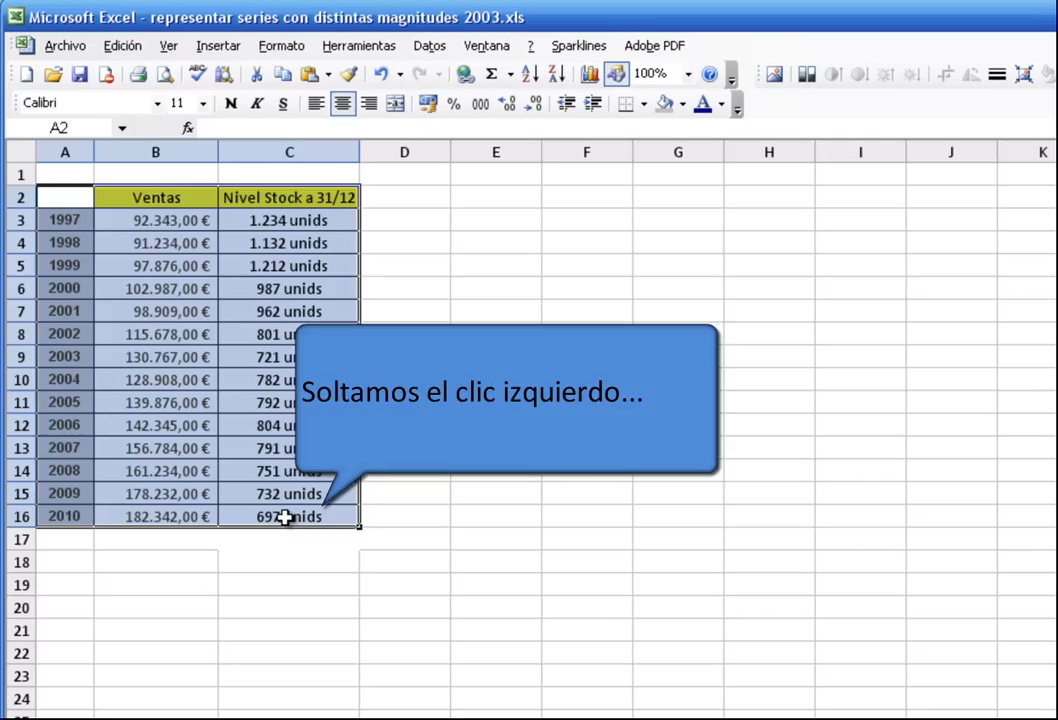 Microsoft Excel - representar series con distintas magnitudes 2003.xls
Archivo Edición Ver Insertar Formato Herramientas Datos Ventana ? Sparklines Adobe PDF
100%
Calibri 11 N K S % 000
A2 fx
A B C D E F G H I J K
1
2 Ventas Nivel Stock a 31/12
3 1997 92.343,00 € 1.234 unids
4 1998 91.234,00 € 1.132 unids
5 1999 97.876,00 € 1.212 unids
6 2000 102.987,00 € 987 unids
7 2001 98.909,00 € 962 unids
8 2002 115.678,00 € 801
9 2003 130.767,00 € 721
10 2004 128.908,00 € 782
11 2005 139.876,00 € 792
12 2006 142.345,00 € 804
13 2007 156.784,00 € 791
14 2008 161.234,00 € 751 unids
15 2009 178.232,00 € 732 unids
16 2010 182.342,00 € 697 unids
17
18
19
20
21
22
23
24
Soltamos el clic izquierdo...